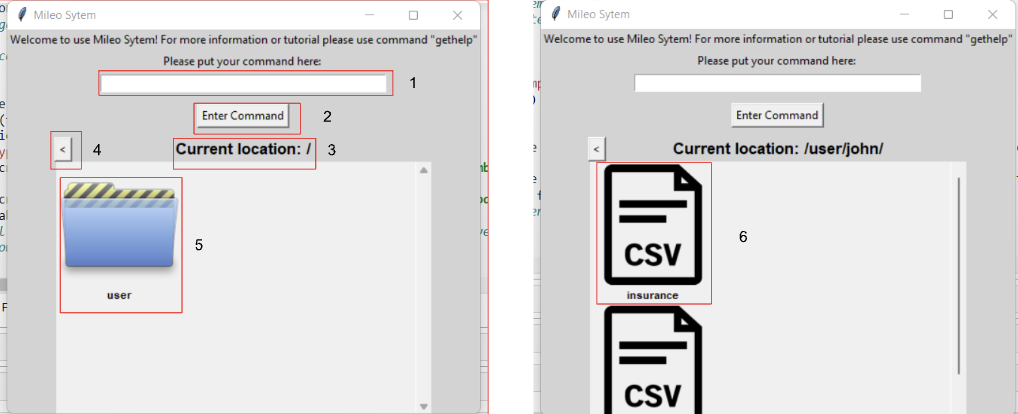 Mileo Sytem
Welcome to use Mileo Sytem! For more information or tutorial please use command "gethelp"
Please put your command here:
1
Enter Command
2
<
4
Current location: /
3
5
user
Mileo Sytem
Welcome to use Mileo Sytem! For more information or tutorial please use command "gethelp"
Please put your command here:
Enter Command
<
Current location: /user/john/
CSV
6
insurance
CSV